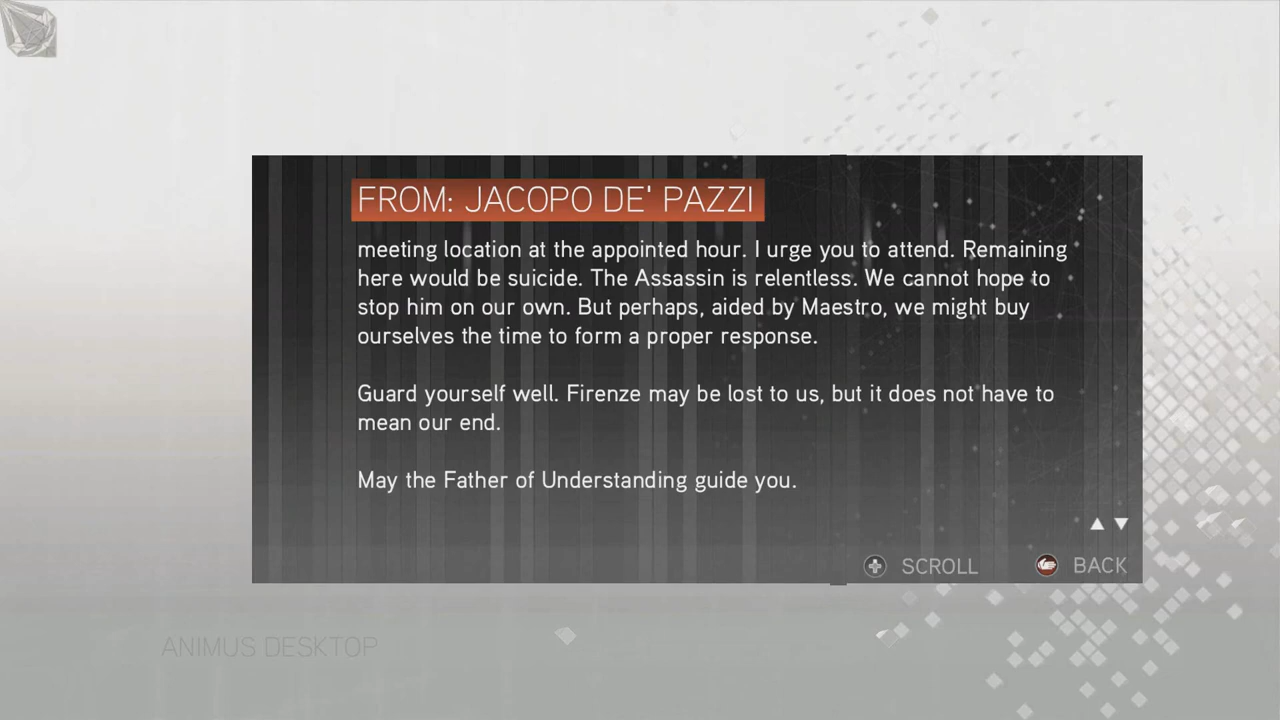 FROM: JACOPO DE' PAZZI
meeting location at the appointed hour. I urge you to attend. Remaining
here would be suicide. The Assassin is relentless. We cannot hope to
stop him on our own. But perhaps, aided by Maestro, we might buy
ourselves the time to form a proper response.
Guard yourself well. Firenze may be lost to us, but it does not have to
mean our end.
May the Father of Understanding guide you.
SCROLL
BACK
ANIMUS DESKTOP